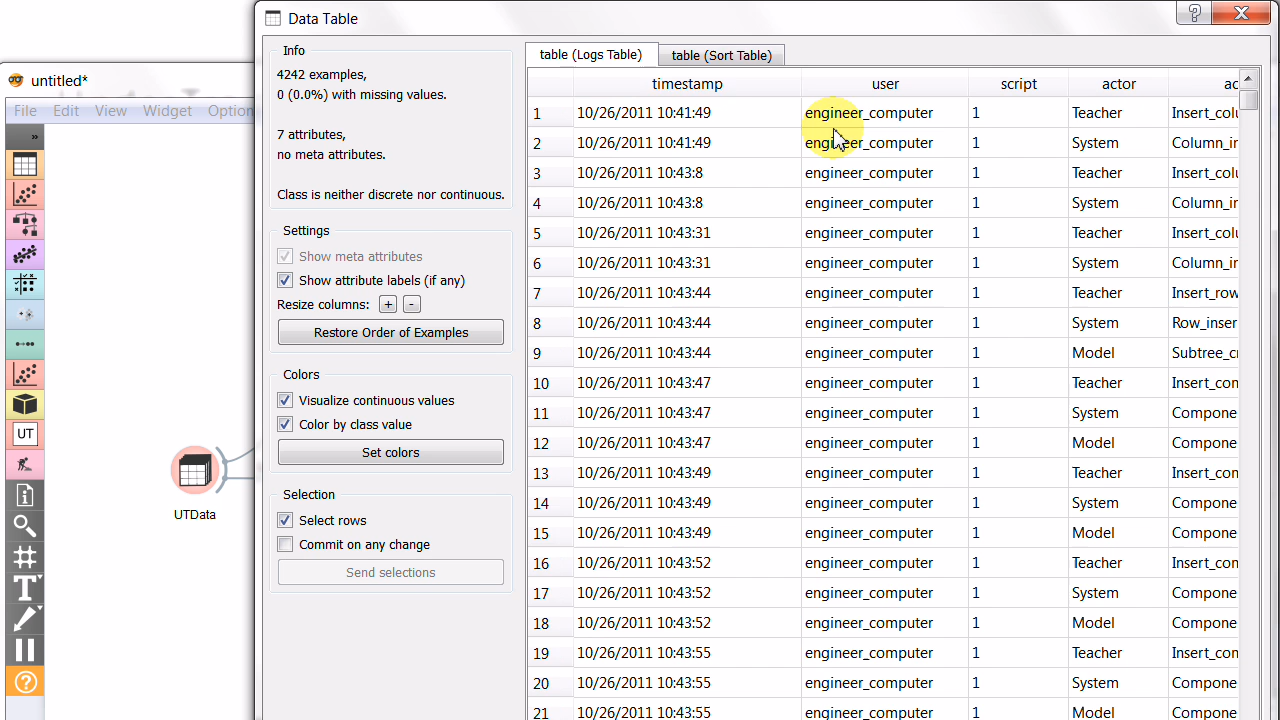 Data Table
?
untitled*
File Edit View Widget Option
»
UT
T
?
UTData
Info
4242 examples,
0 (0.0%) with missing values.
7 attributes,
no meta attributes.
Class is neither discrete nor continuous.
Settings
Show meta attributes
Show attribute labels (if any)
Resize columns: + -
Restore Order of Examples
Colors
Visualize continuous values
Color by class value
Set colors
Selection
Select rows
Commit on any change
Send selections
table (Logs Table) table (Sort Table)
timestamp user script actor ac
1 10/26/2011 10:41:49 engineer_computer 1 Teacher Insert_colu
2 10/26/2011 10:41:49 engineer_computer 1 System Column_in
3 10/26/2011 10:43:8 engineer_computer 1 Teacher Insert_colu
4 10/26/2011 10:43:8 engineer_computer 1 System Column_in
5 10/26/2011 10:43:31 engineer_computer 1 Teacher Insert_colu
6 10/26/2011 10:43:31 engineer_computer 1 System Column_in
7 10/26/2011 10:43:44 engineer_computer 1 Teacher Insert_row
8 10/26/2011 10:43:44 engineer_computer 1 System Row_inser
9 10/26/2011 10:43:44 engineer_computer 1 Model Subtree_cr
10 10/26/2011 10:43:47 engineer_computer 1 Teacher Insert_com
11 10/26/2011 10:43:47 engineer_computer 1 System Compone
12 10/26/2011 10:43:47 engineer_computer 1 Model Compone
13 10/26/2011 10:43:49 engineer_computer 1 Teacher Insert_com
14 10/26/2011 10:43:49 engineer_computer 1 System Compone
15 10/26/2011 10:43:49 engineer_computer 1 Model Compone
16 10/26/2011 10:43:52 engineer_computer 1 Teacher Insert_com
17 10/26/2011 10:43:52 engineer_computer 1 System Compone
18 10/26/2011 10:43:52 engineer_computer 1 Model Compone
19 10/26/2011 10:43:55 engineer_computer 1 Teacher Insert_com
20 10/26/2011 10:43:55 engineer_computer 1 System Compone
21 10/26/2011 10:43:55 engineer_computer 1 Model Compone